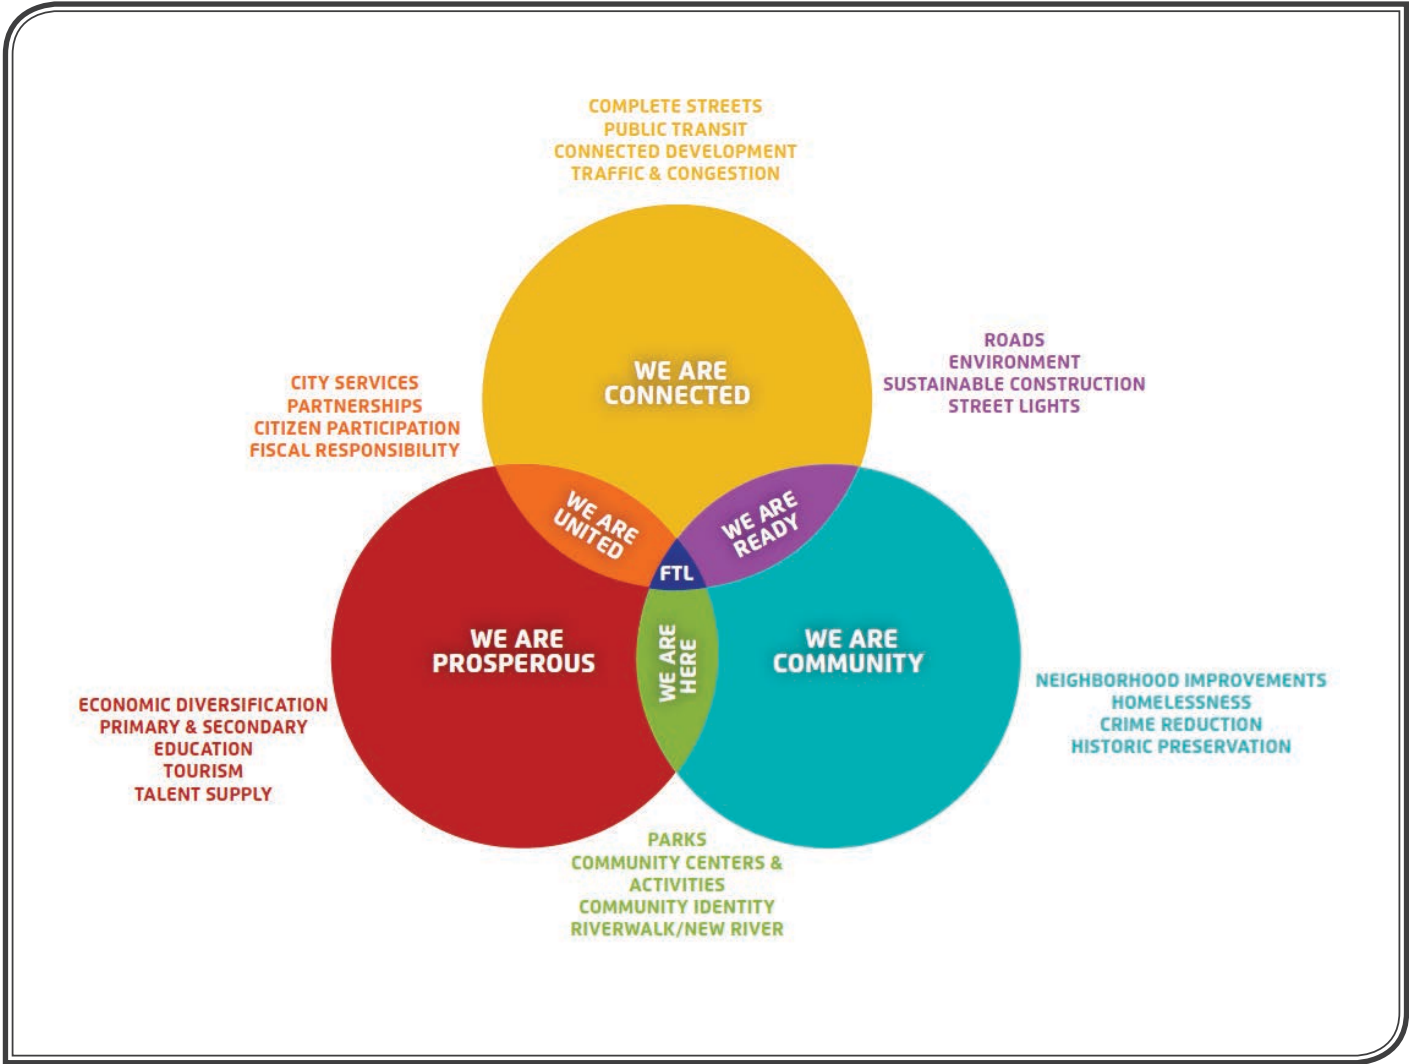 COMPLETE STREETS
PUBLIC TRANSIT
CONNECTED DEVELOPMENT
TRAFFIC & CONGESTION
WE ARE
CONNECTED
ROADS
ENVIRONMENT
SUSTAINABLE CONSTRUCTION
STREET LIGHTS
CITY SERVICES
PARTNERSHIPS
CITIZEN PARTICIPATION
FISCAL RESPONSIBILITY
WE ARE
UNITED
WE ARE
READY
FTL
WE ARE
PROSPEROUS
WE ARE
HERE
WE ARE
COMMUNITY
ECONOMIC DIVERSIFICATION
PRIMARY & SECONDARY
EDUCATION
TOURISM
TALENT SUPPLY
NEIGHBORHOOD IMPROVEMENTS
HOMELESSNESS
CRIME REDUCTION
HISTORIC PRESERVATION
PARKS
COMMUNITY CENTERS &
ACTIVITIES
COMMUNITY IDENTITY
RIVERWALK/NEW RIVER